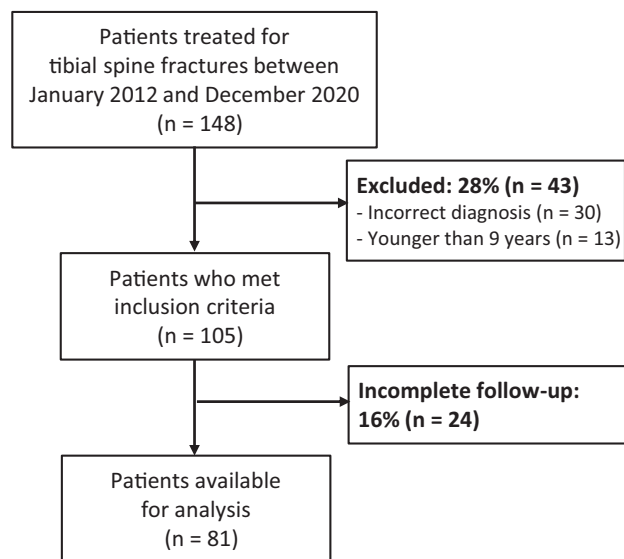 Patients treated for
tibial spine fractures between
January 2012 and December 2020
(n = 148)
Excluded: 28% (n = 43)
- Incorrect diagnosis (n = 30)
- Younger than 9 years (n = 13)
Patients who met
inclusion criteria
(n = 105)
Incomplete follow-up:
16% (n = 24)
Patients available
for analysis
(n = 81)